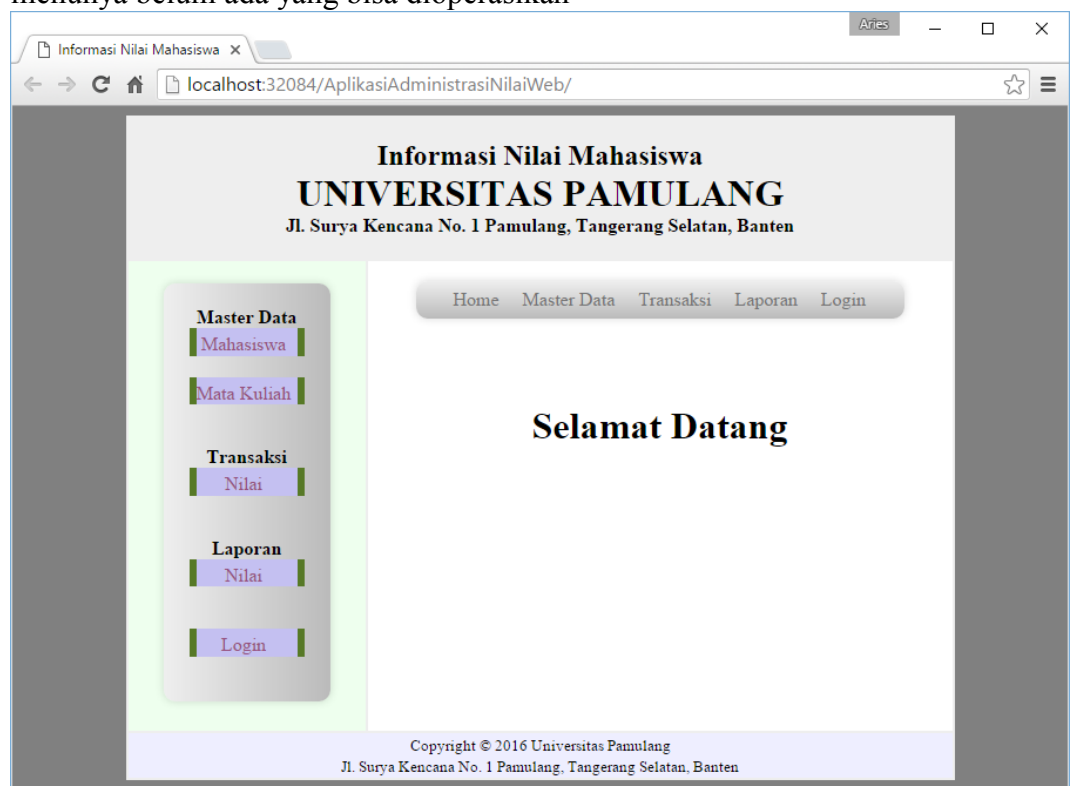 menunya belum ada yang bisa dioperasikan
Aries
Informasi Nilai Mahasiswa
localhost:32084/AplikasiAdministrasiNilaiWeb/
Informasi Nilai Mahasiswa
UNIVERSITAS PAMULANG
Jl. Surya Kencana No. 1 Pamulang, Tangerang Selatan, Banten
Home Master Data Transaksi Laporan Login
Master Data
Mahasiswa
Mata Kuliah
Transaksi
Nilai
Laporan
Nilai
Login
Selamat Datang
Copyright © 2016 Universitas Pamulang
Jl. Surya Kencana No. 1 Pamulang, Tangerang Selatan, Banten